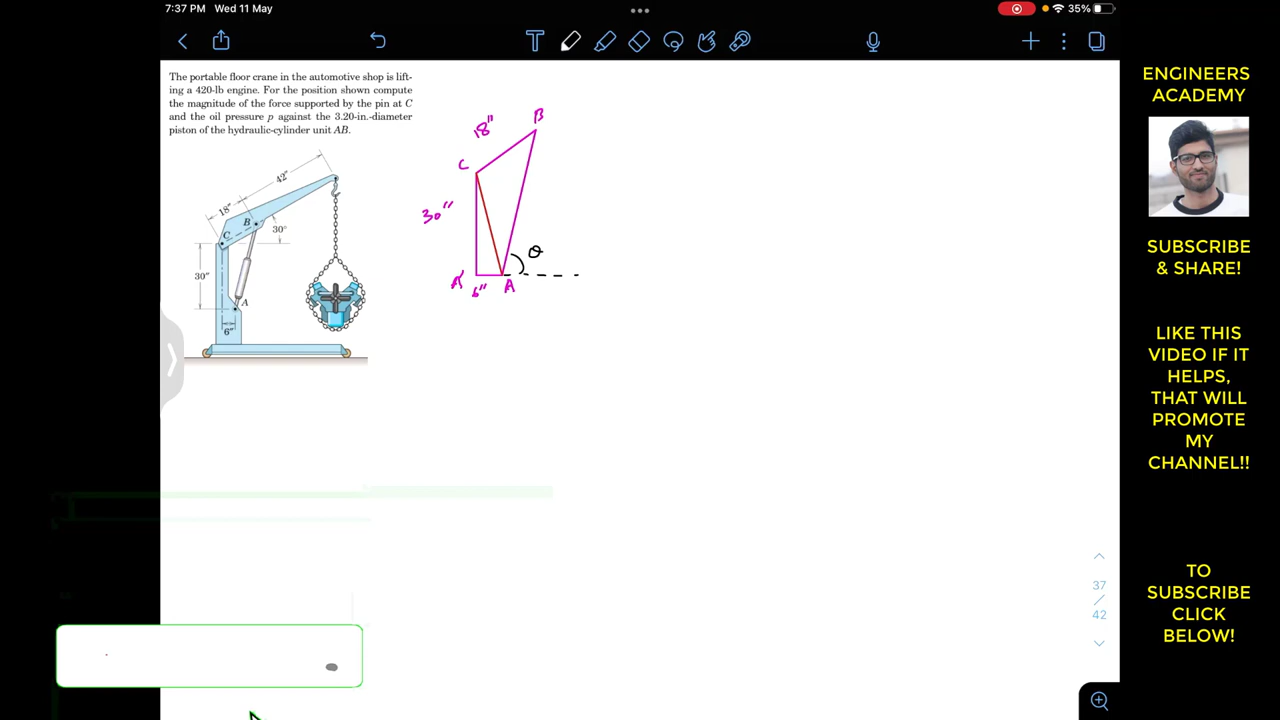 7:37 PM Wed 11 May
35%
The portable floor crane in the automotive shop is lift-
ing a 420-lb engine. For the position shown compute
the magnitude of the force supported by the pin at C
and the oil pressure p against the 3.20-in.-diameter
piston of the hydraulic-cylinder unit AB.
42"
18"
B
C
30°
30"
A
6"
B
18"
C
30"
θ
A'
6"
A
ENGINEERS
ACADEMY
SUBSCRIBE
& SHARE!
LIKE THIS
VIDEO IF IT
HELPS,
THAT WILL
PROMOTE
MY
CHANNEL!!
37
42
TO
SUBSCRIBE
CLICK
BELOW!